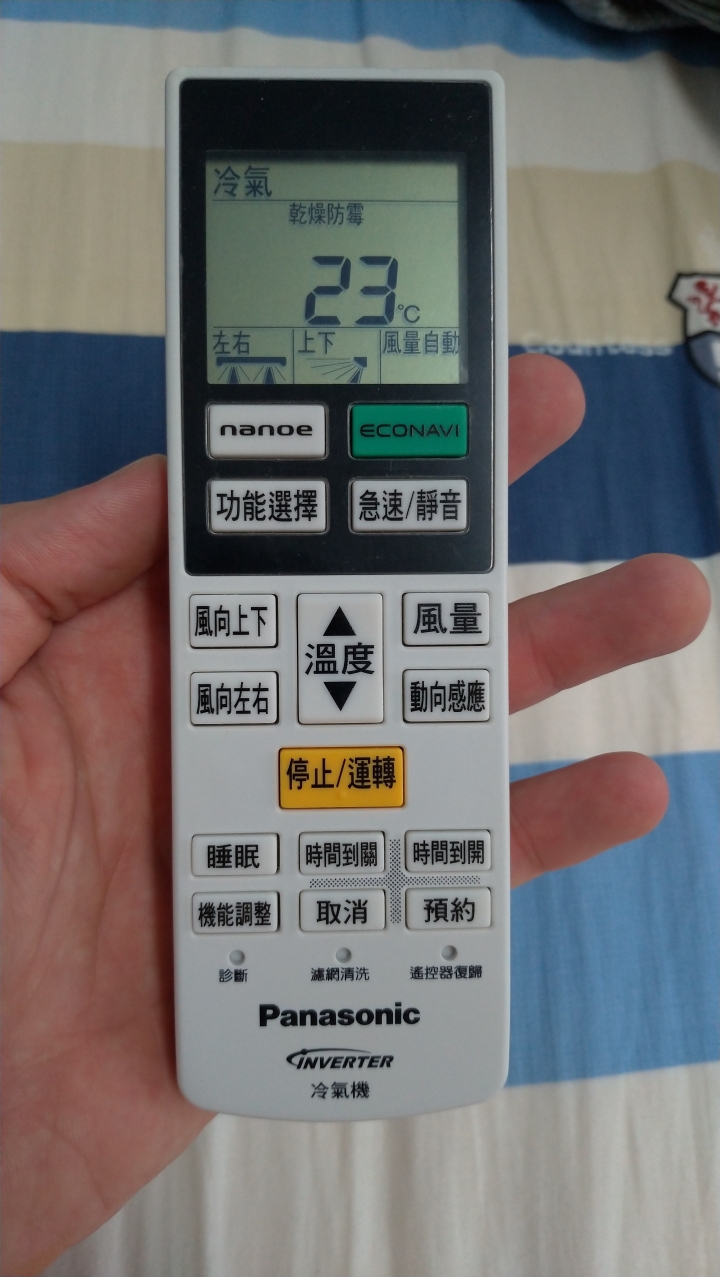 冷氣
乾燥防霉
23℃
左右 上下 風量自動
nanoe ECONAVI
功能選擇 急速/靜音
風向上下 ▲ 風量
溫度
風向左右 ▼ 動向感應
停止/運轉
睡眠 時間到關 時間到開
機能調整 取消 預約
診斷 濾網清洗 遙控器復歸
Panasonic
INVERTER
冷氣機
Countess